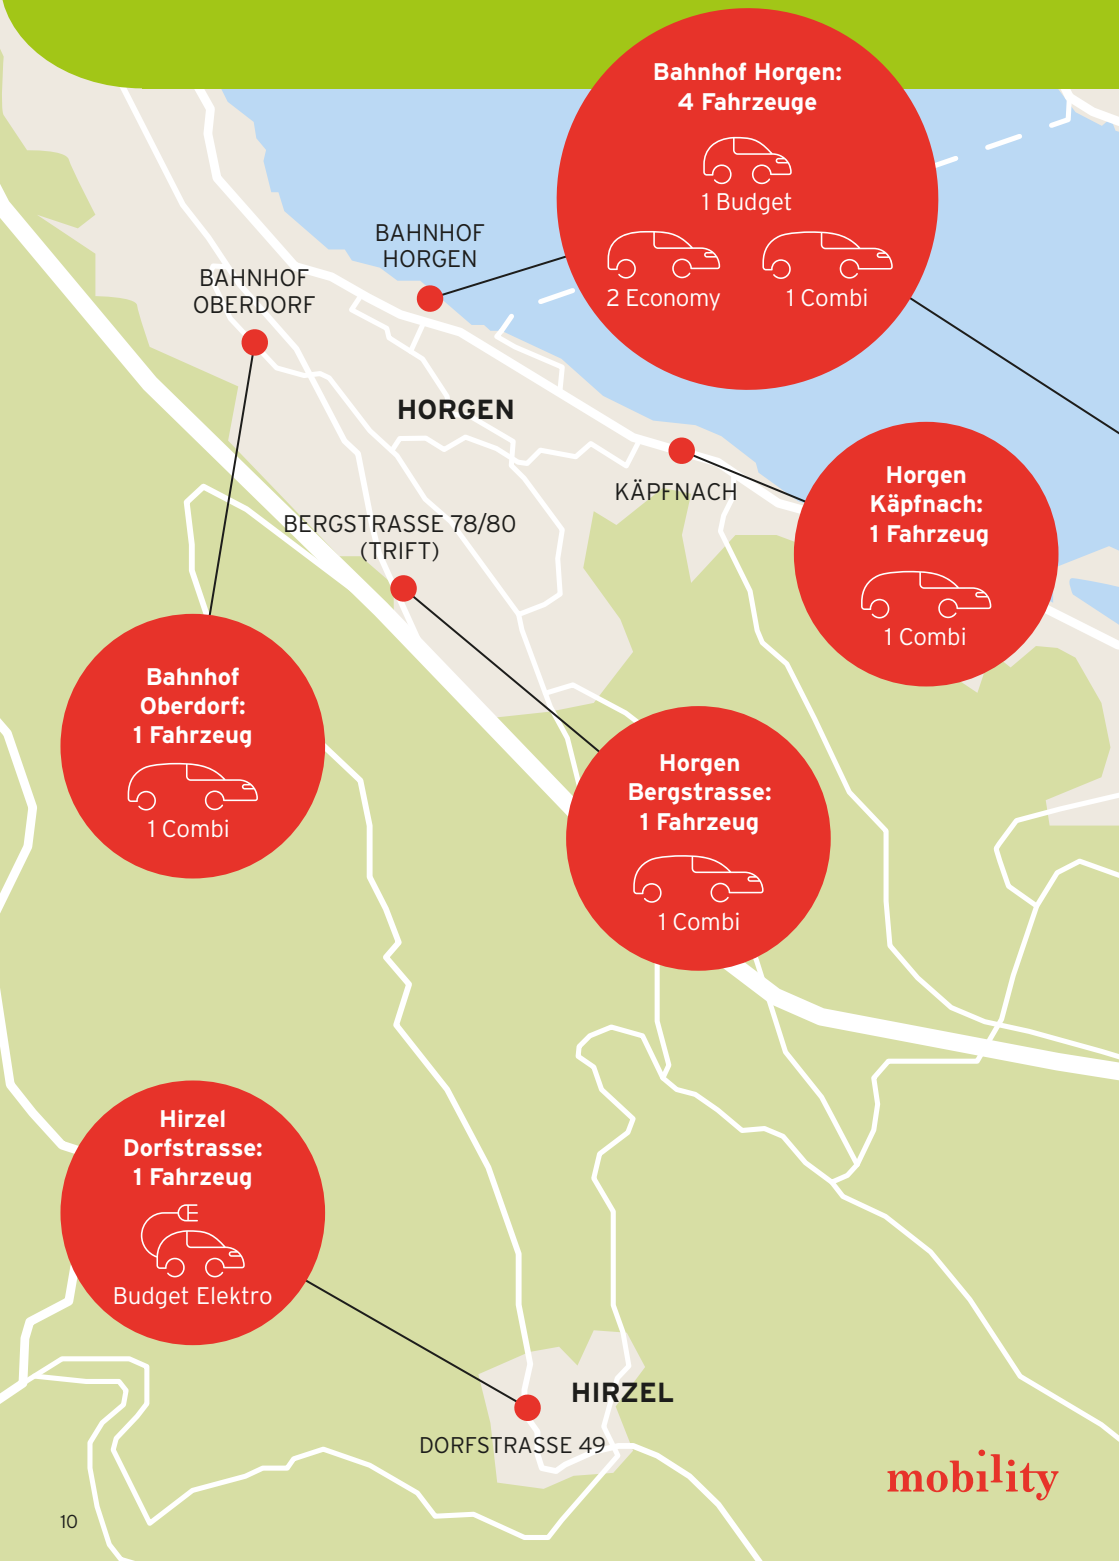 Bahnhof Horgen:
4 Fahrzeuge
1 Budget
2 Economy
1 Combi
BAHNHOF
HORGEN
BAHNHOF
OBERDORF
HORGEN
KÄPFNACH
Horgen
Käpfnach:
1 Fahrzeug
1 Combi
BERGSTRASSE 78/80
(TRIFT)
Bahnhof
Oberdorf:
1 Fahrzeug
1 Combi
Horgen
Bergstrasse:
1 Fahrzeug
1 Combi
Hirzel
Dorfstrasse:
1 Fahrzeug
Budget Elektro
HIRZEL
DORFSTRASSE 49
mobility
10